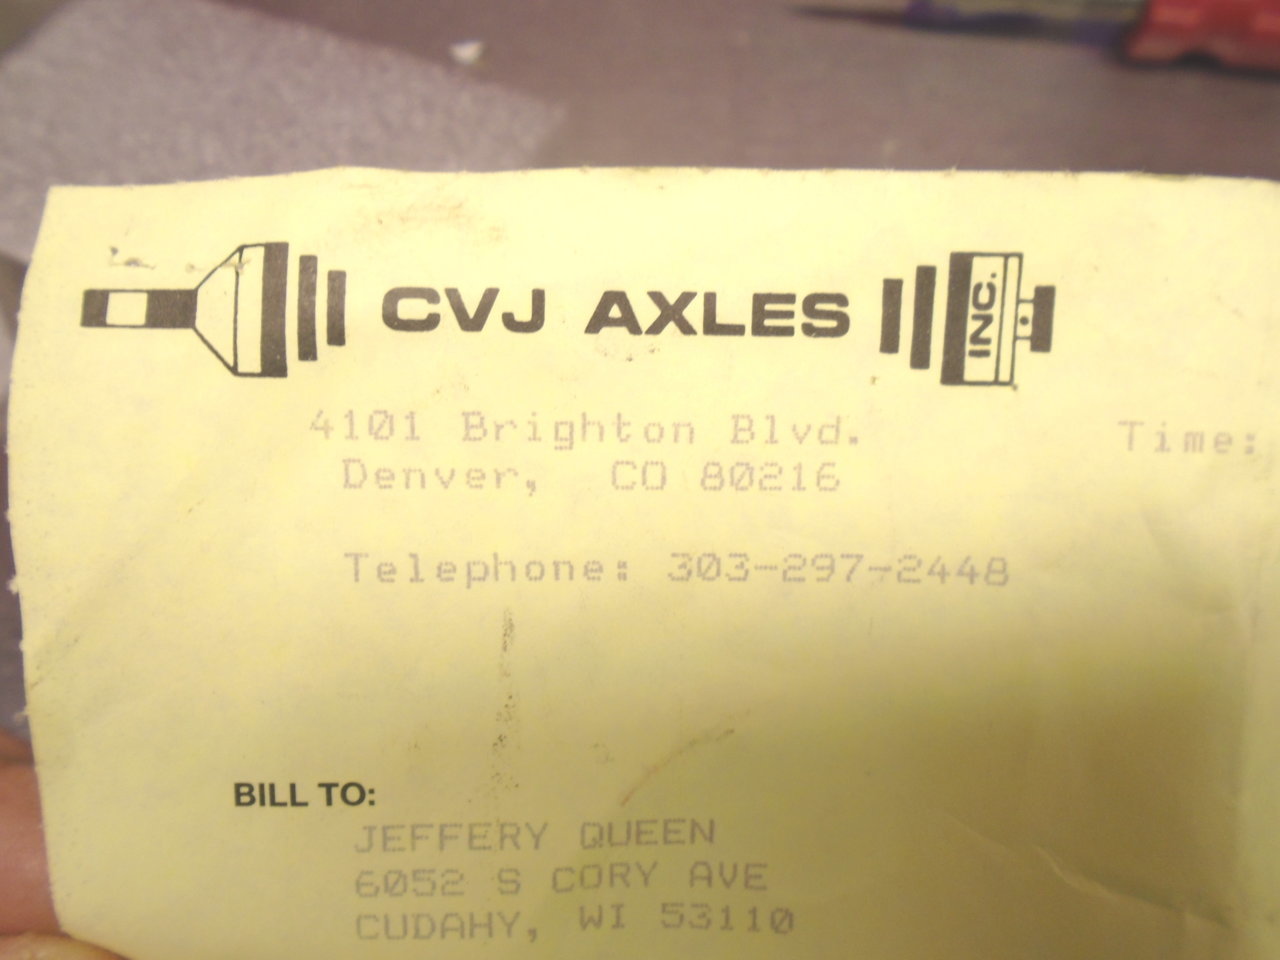 CVJ AXLES INC.
4101 Brighton Blvd.
Time:
Denver, CO 80216
Telephone: 303-297-2448
BILL TO:
JEFFERY QUEEN
6052 S CORY AVE
CUDAHY, WI 53110